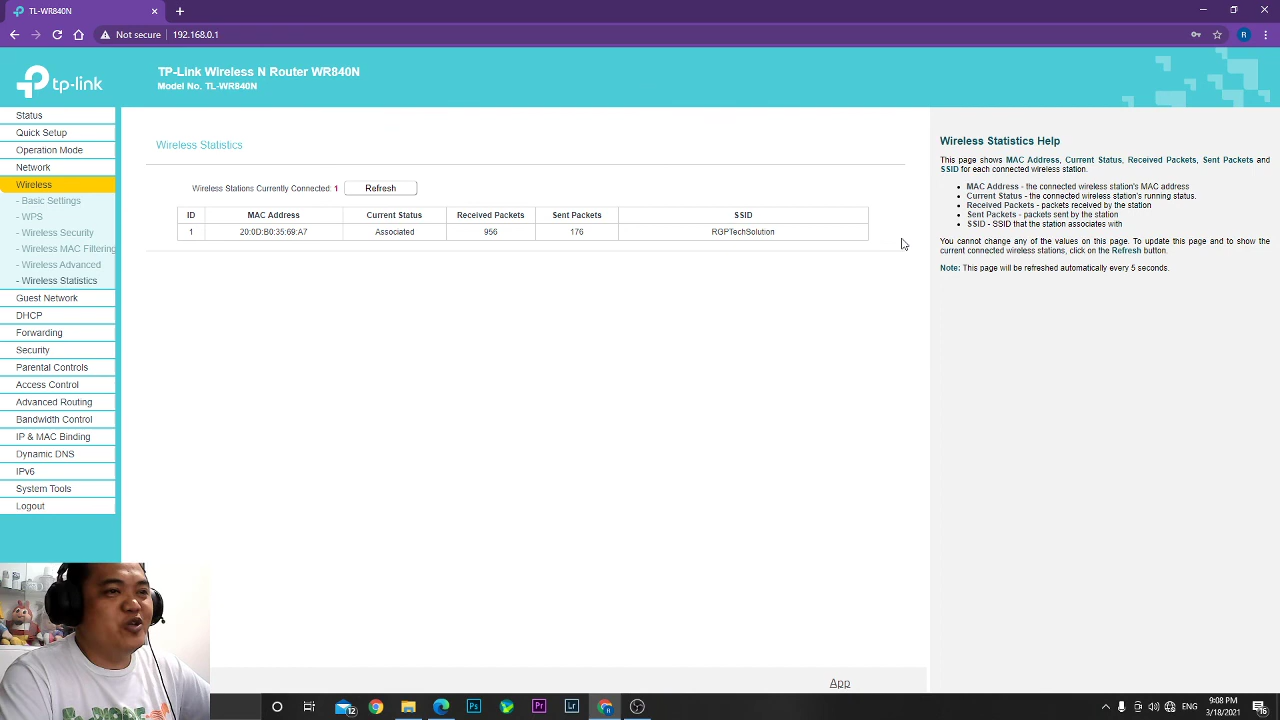 TL-WR840N
Not secure 192.168.0.1
R
tp-link
TP-Link Wireless N Router WR840N
Model No. TL-WR840N
Status
Quick Setup
Operation Mode
Network
Wireless
- Basic Settings
- WPS
- Wireless Security
- Wireless MAC Filtering
- Wireless Advanced
- Wireless Statistics
Guest Network
DHCP
Forwarding
Security
Parental Controls
Access Control
Advanced Routing
Bandwidth Control
IP & MAC Binding
Dynamic DNS
IPv6
System Tools
Logout
Wireless Statistics
Wireless Stations Currently Connected: 1 Refresh
ID MAC Address Current Status Received Packets Sent Packets SSID
1 20:0D:B0:35:69:A7 Associated 956 176 RGPTechSolution
App
Wireless Statistics Help
This page shows MAC Address, Current Status, Received Packets, Sent Packets and
SSID for each connected wireless station.
MAC Address - the connected wireless station's MAC address
Current Status - the connected wireless station's running status.
Received Packets - packets received by the station
Sent Packets - packets sent by the station
SSID - SSID that the station associates with
You cannot change any of the values on this page. To update this page and to show the
current connected wireless stations, click on the Refresh button.
Note: This page will be refreshed automatically every 5 seconds.
12 Ps Pr Lr R
ENG
9:08 PM
3/18/2021